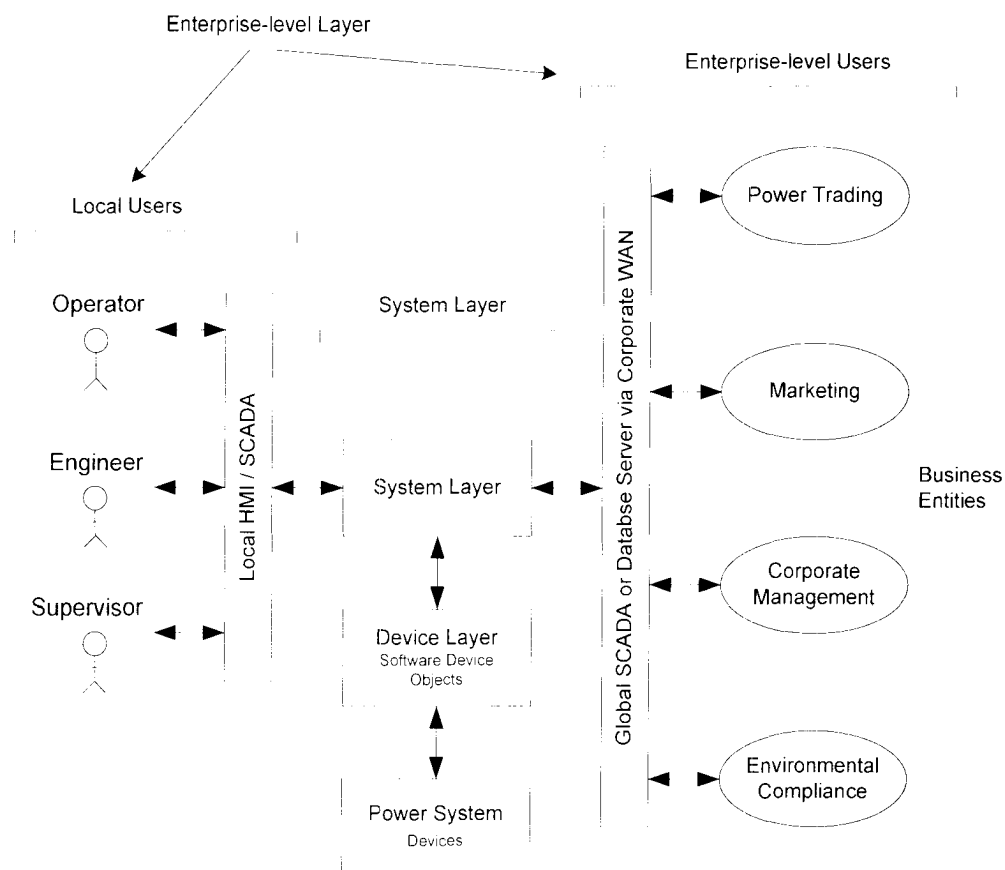 Enterprise-level Layer
Enterprise-level Users
Local Users
Operator
Engineer
Supervisor
Local HMI / SCADA
System Layer
System Layer
Device Layer
Software Device
Objects
Power System
Devices
Global SCADA or Databse Server via Corporate WAN
Power Trading
Marketing
Corporate
Management
Environmental
Compliance
Business
Entities